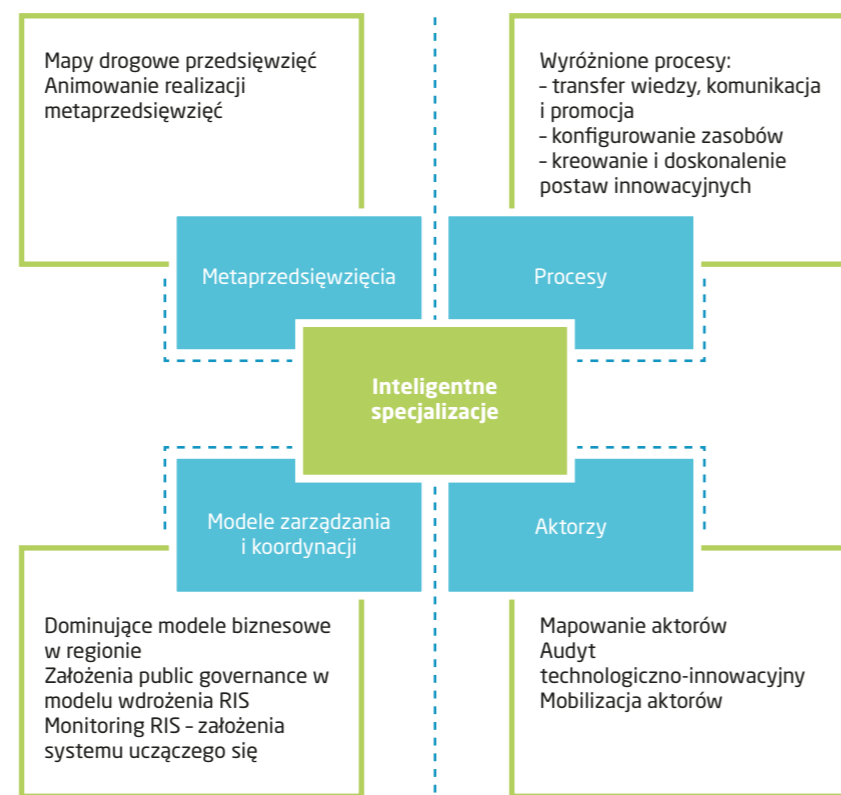 Mapy drogowe przedsięwzięć
Animowanie realizacji
metaprzedsięwzięć
Wyróżnione procesy:
– transfer wiedzy, komunikacja
i promocja
– konfigurowanie zasobów
– kreowanie i doskonalenie
postaw innowacyjnych
Metaprzedsięwzięcia
Procesy
Inteligentne
specjalizacje
Modele zarządzania
i koordynacji
Aktorzy
Dominujące modele biznesowe
w regionie
Założenia public governance w
modelu wdrożenia RIS
Monitoring RIS – założenia
systemu uczącego się
Mapowanie aktorów
Audyt
technologiczno-innowacyjny
Mobilizacja aktorów